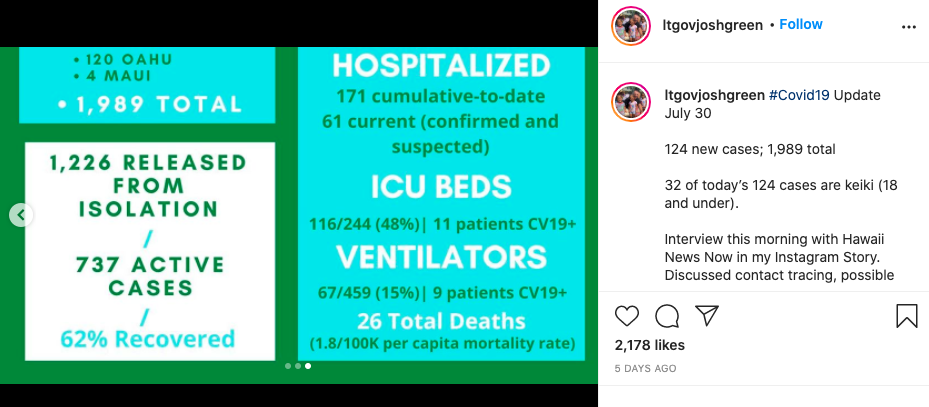 • 120 OAHU
• 4 MAUI
• 1,989 TOTAL
1,226 RELEASED
FROM
ISOLATION
/
737 ACTIVE
CASES
/
62% Recovered
HOSPITALIZED
171 cumulative-to-date
61 current (confirmed and
suspected)
ICU BEDS
116/244 (48%)| 11 patients CV19+
VENTILATORS
67/459 (15%)| 9 patients CV19+
26 Total Deaths
(1.8/100K per capita mortality rate)
ltgovjoshgreen • Follow
ltgovjoshgreen #Covid19 Update
July 30
124 new cases; 1,989 total
32 of today's 124 cases are keiki (18
and under).
Interview this morning with Hawaii
News Now in my Instagram Story.
Discussed contact tracing, possible
2,178 likes
5 DAYS AGO